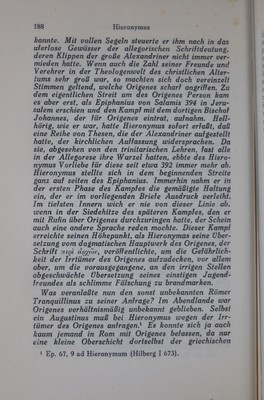 188 Hieronymus
kannte. Mit vollen Segeln steuerte er ihm nach in das
uferlose Gewässer der allegorischen Schriftdeutung,
deren Klippen der große Alexandriner nicht immer ver-
mieden hatte. Wenn auch die Zahl seiner Freunde und
Verehrer in der Theologenwelt des christlichen Alter-
tums sehr groß war, so machten sich doch vereinzelt
Stimmen geltend, welche Origenes scharf angriffen. Zu
dem eigentlichen Streit um des Origenes Person kam
es aber erst, als Epiphanius von Salamis 394 in Jeru-
salem erschien und den Kampf mit dem dortigen Bischof
Johannes, der für Origenes eintrat, aufnahm. Hell-
hörig, wie er war, hatte Hieronymus sofort erfaßt, daß
eine Reihe von Thesen, die der Alexandriner aufgestellt
hatte, der kirchlichen Auffassung widersprachen. Da
sie, abgesehen von den trinitarischen Lehren, fast alle
in der Allegorese ihre Wurzel hatten, ebbte des Hiero-
nymus Vorliebe für diese seit etwa 392 immer mehr ab.
Hieronymus stellte sich in dem beginnenden Streite
ganz auf seiten des Epiphanius. Immerhin nahm er in
der ersten Phase des Kampfes die gemäßigte Haltung
ein, der er im vorliegenden Briefe Ausdruck verleiht.
Im tiefsten Innern wich er nie von dieser Linie ab,
wenn in der Siedehitze des späteren Kampfes, den er
mit Rufin über Origenes durchzuringen hatte, der Schein
auch eine andere Sprache reden mochte. Dieser Kampf
erreichte seinen Höhepunkt, als Hieronymus seine Über-
setzung vom dogmatischen Hauptwerk des Origenes, der
Schrift περὶ ἀρχῶν, veröffentlichte, um die Gefährlich-
keit der Irrtümer des Origenes aufzudecken, vor allem
aber, um die vorausgegangene, an den irrigen Stellen
abgeschwächte Übersetzung seiner einstigen Jugend-
freundes als schlimme Fälschung zu brandmarken.
Was veranlaßte nun den sonst unbekannten Römer
Tranquillinus zu seiner Anfrage? Im Abendlande war
Origenes verhältnismäßig unbekannt geblieben. Selbst
ein Augustinus muß bei Hieronymus wegen der Irr-
tümer des Origenes anfragen.¹ Es konnte sich ja auch
kaum jemand in Rom mit Origenes befassen, da nur
eine kleine Oberschicht dortselbst der griechischen
¹ Ep. 67, 9 ad Hieronymum (Hilberg I 673).